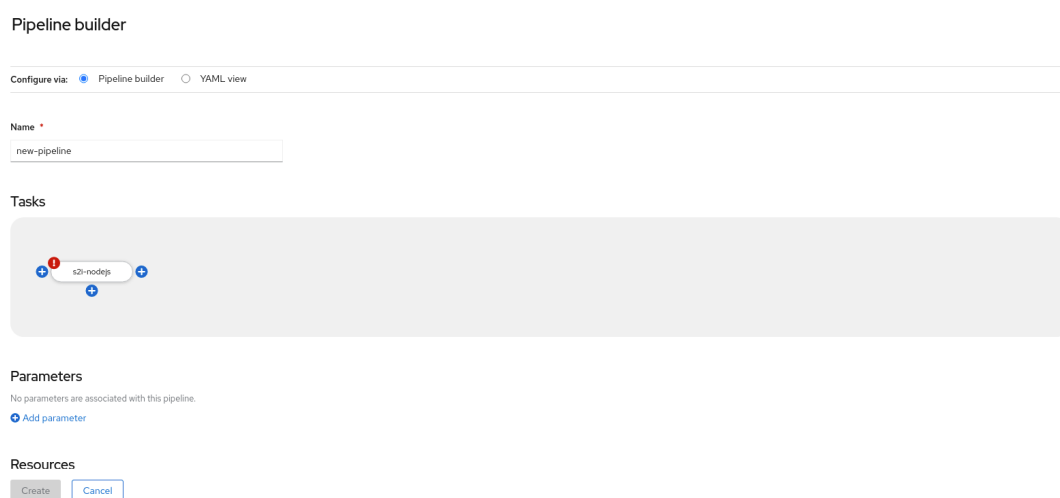 Pipeline builder
Configure via: Pipeline builder YAML view
Name *
new-pipeline
Tasks
!
s2i-nodejs
Parameters
No parameters are associated with this pipeline.
Add parameter
Resources
Create Cancel